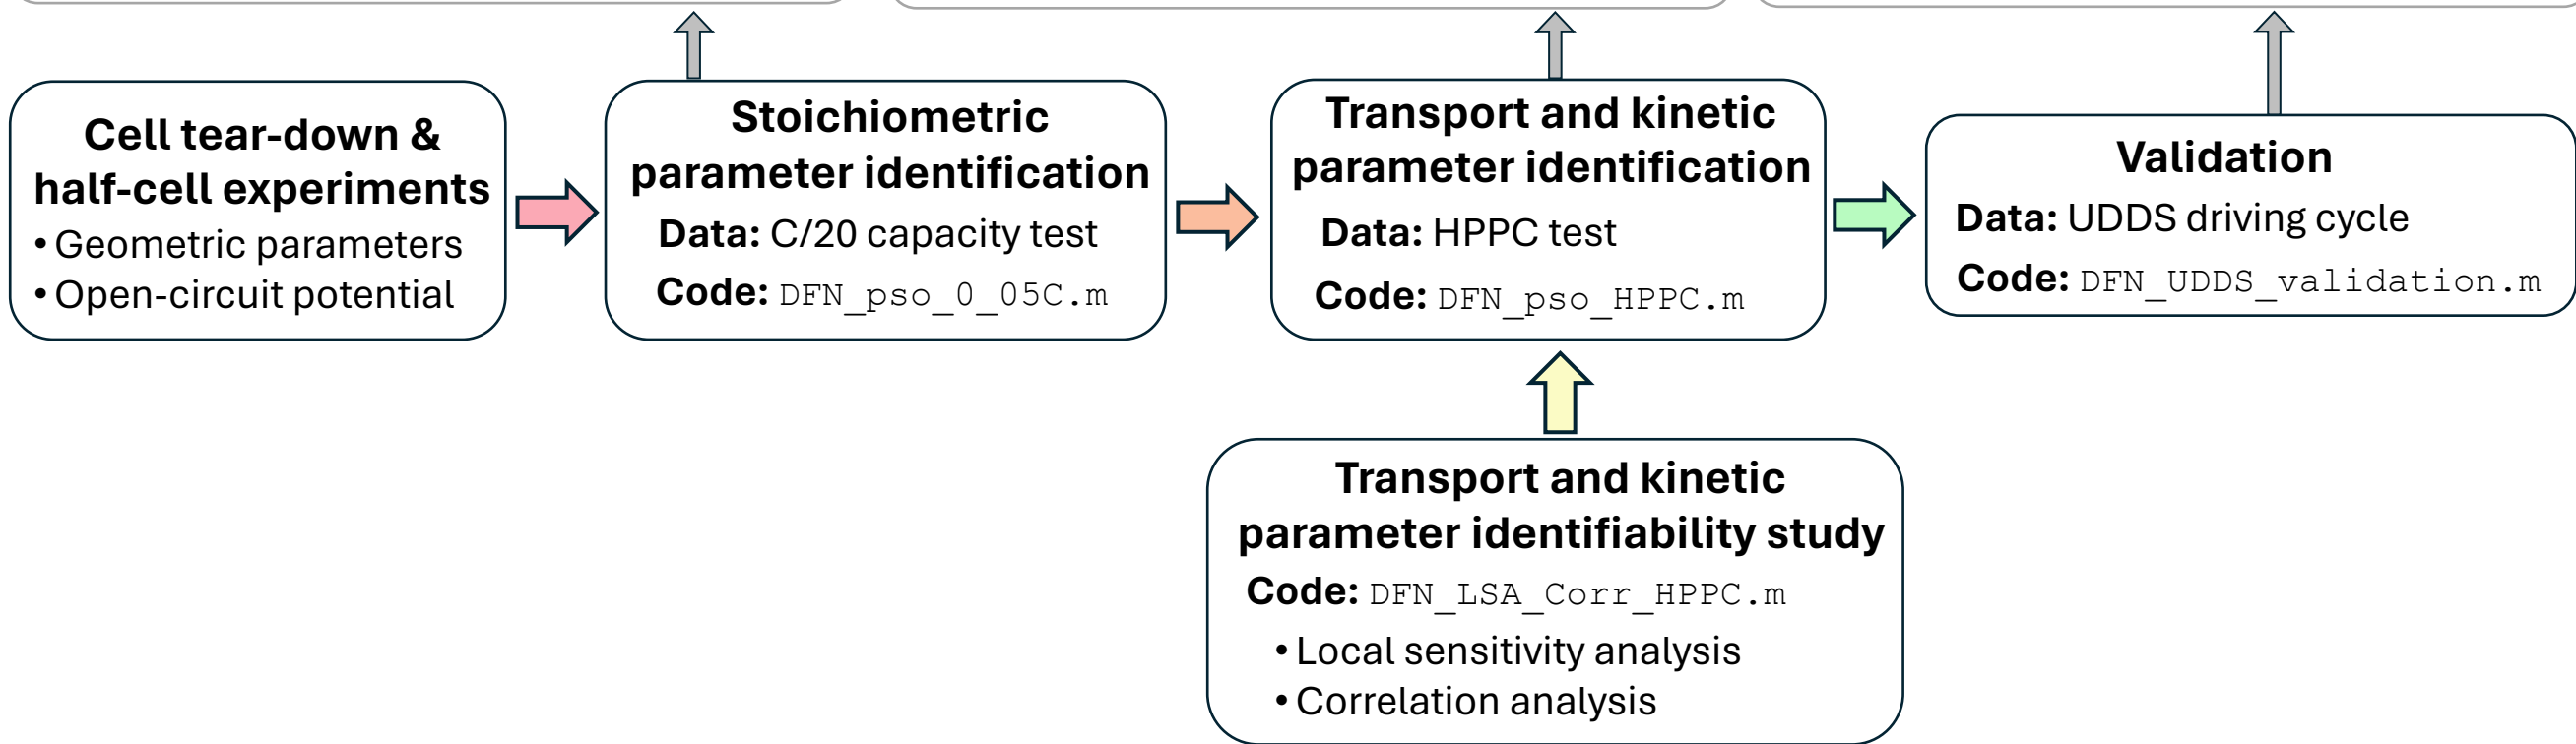 Cell tear-down &
half-cell experiments
• Geometric parameters
• Open-circuit potential
Stoichiometric
parameter identification
Data: C/20 capacity test
Code: DFN_pso_0_05C.m
Transport and kinetic
parameter identification
Data: HPPC test
Code: DFN_pso_HPPC.m
Validation
Data: UDDS driving cycle
Code: DFN_UDDS_validation.m
Transport and kinetic
parameter identifiability study
Code: DFN_LSA_Corr_HPPC.m
• Local sensitivity analysis
• Correlation analysis